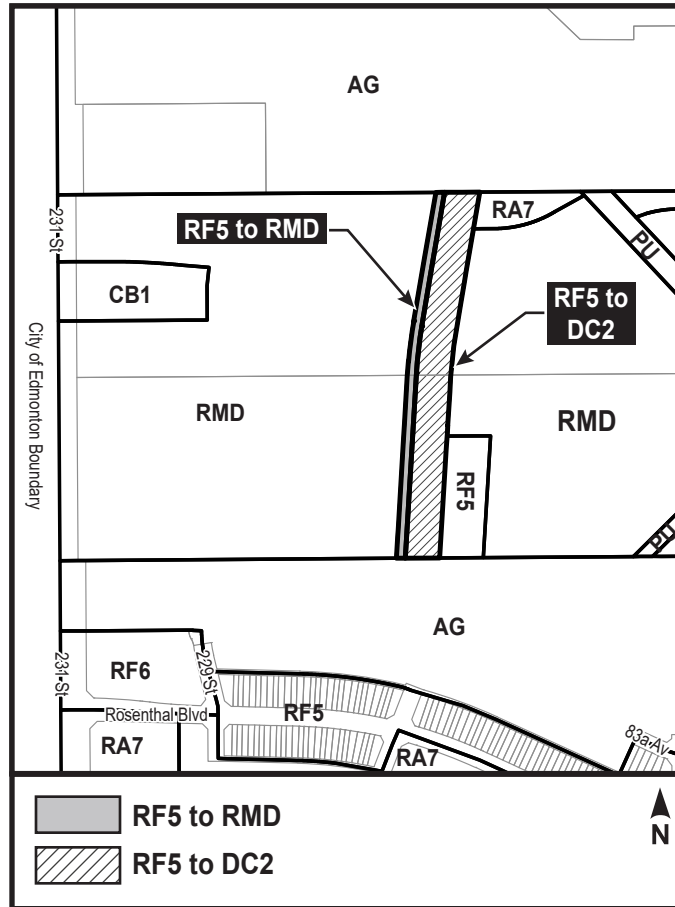 AG
RA7
RF5 to RMD
231 St
PU
CB1
RF5 to
DC2
City of Edmonton Boundary
RMD
RMD
RF5
PU
AG
RF6
229 St
231 St
RF5
Rosenthal Blvd
RA7
RA7
83a Av
RF5 to RMD
RF5 to DC2
N